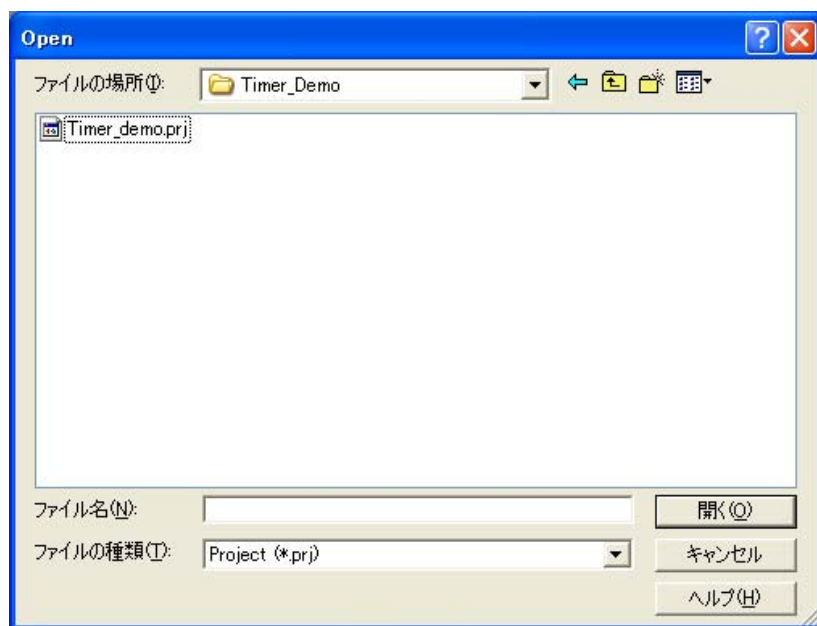 Open
ファイルの場所(I):
Timer_Demo
Timer_demo.prj
ファイル名(N):
開く(O)
ファイルの種類(T):
Project (*.prj)
キャンセル
ヘルプ(H)